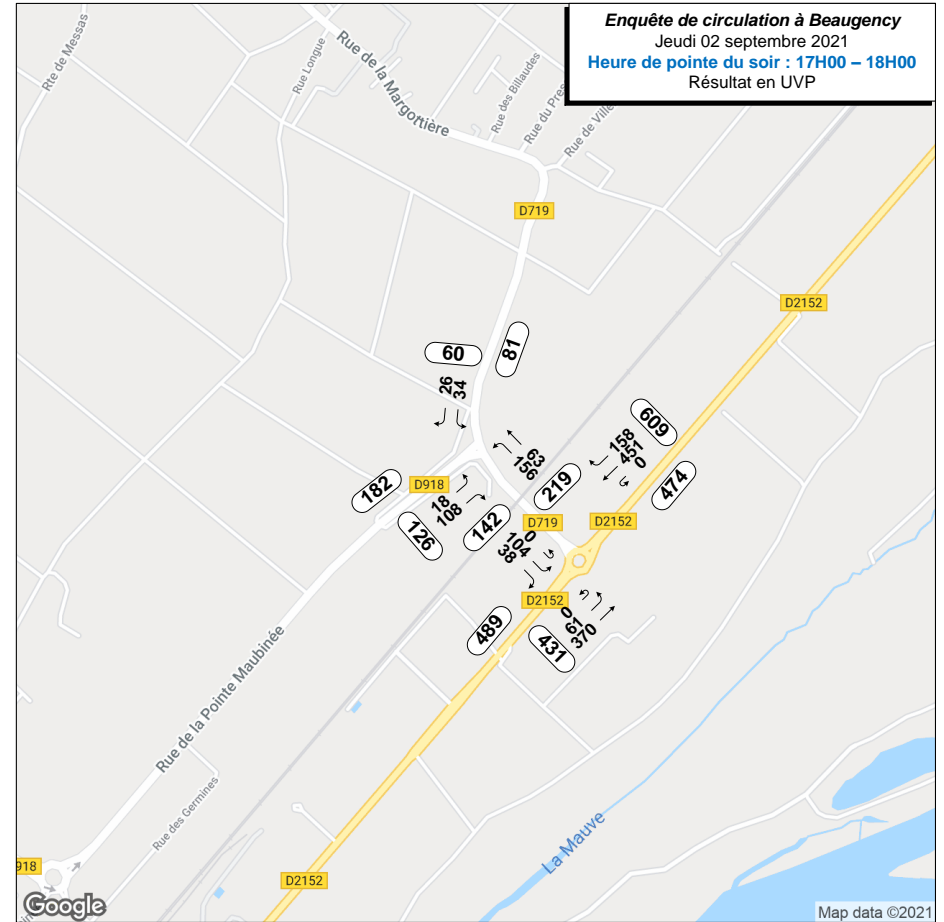 Enquête de circulation à Beaugency
Jeudi 02 septembre 2021
Heure de pointe du soir : 17H00 – 18H00
Résultat en UVP
Rte de Messas
Rue Longue
Rue de la Margottière
Rue des Billaudes
Rue du Pres
Rue de Ville
D719
D2152
60
81
26
34
609
158
451
0
63
156
474
182
D918
219
18
108
126
142
D719
D2152
0
104
38
D2152
489
0
61
370
431
Rue de la Pointe Maubinée
Rue des Germines
La Mauve
918
D2152
Google
Map data ©2021